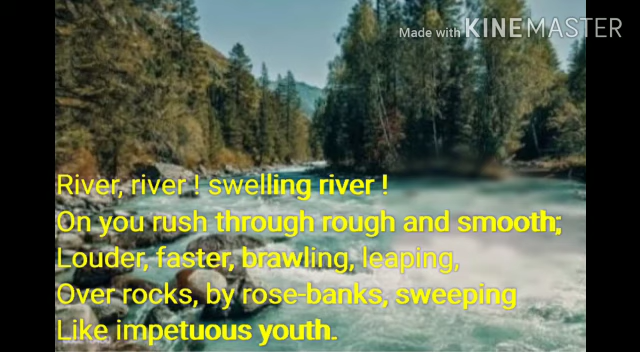 Made with KINEMASTER
River, river ! swelling river !
On you rush through rough and smooth;
Louder, faster, brawling, leaping,
Over rocks, by rose-banks, sweeping
Like impetuous youth.